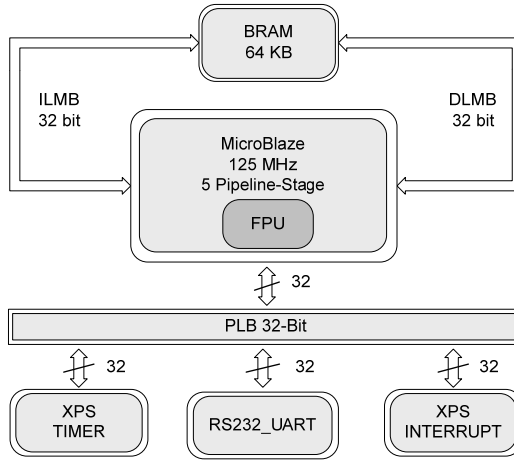 BRAM
64 KB
ILMB
32 bit
DLMB
32 bit
MicroBlaze
125 MHz
5 Pipeline-Stage
FPU
32
PLB 32-Bit
32
32
32
XPS
TIMER
RS232_UART
XPS
INTERRUPT